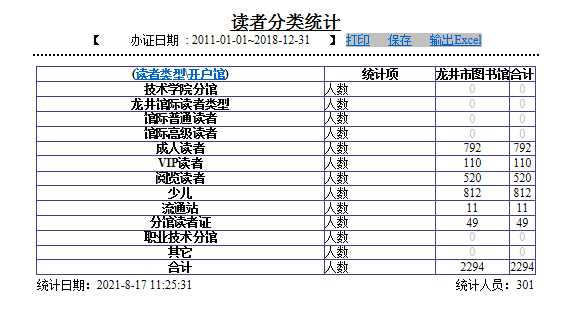 读者分类统计
【 办证日期 : 2011-01-01~2018-12-31 】 打印 保存 输出Excel
(读者类型\开户馆) 统计项 龙井市图书馆 合计
技术学院分馆 人数 0 0
龙井馆际读者类型 人数 0 0
馆际普通读者 人数 0 0
馆际高级读者 人数 0 0
成人读者 人数 792 792
VIP读者 人数 110 110
阅览读者 人数 520 520
少儿 人数 812 812
流通站 人数 11 11
分馆读者证 人数 49 49
职业技术分馆 人数 0 0
其它 人数 0 0
合计 人数 2294 2294
统计日期：2021-8-17 11:25:31 统计人员：301